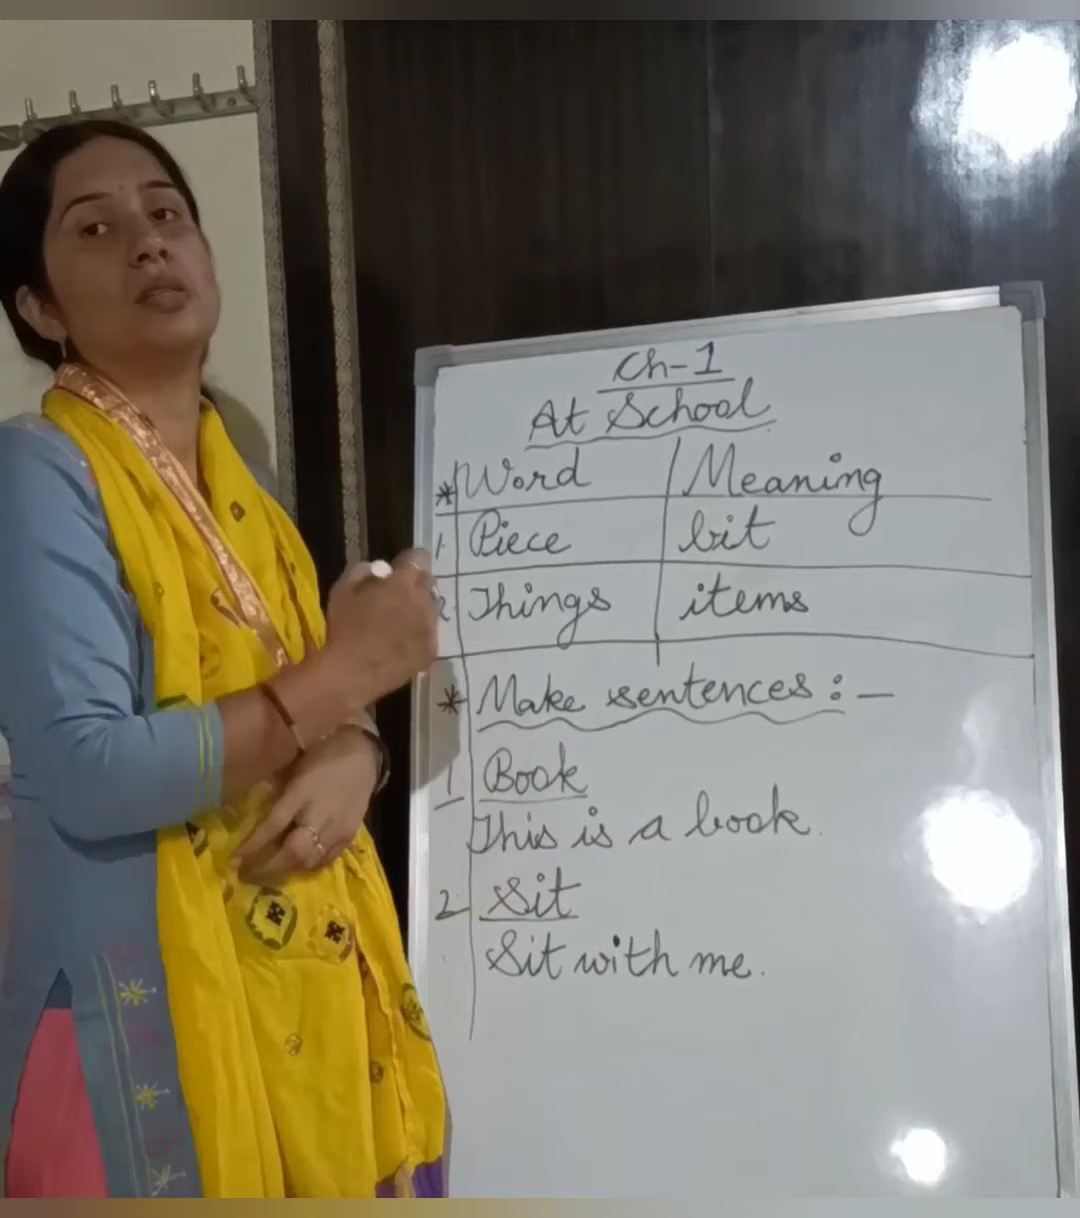 Ch-1
At School
* Word Meaning
1. Piece bit
2 Things items
* Make sentences :-
1 Book
This is a book.
2. Sit
Sit with me.